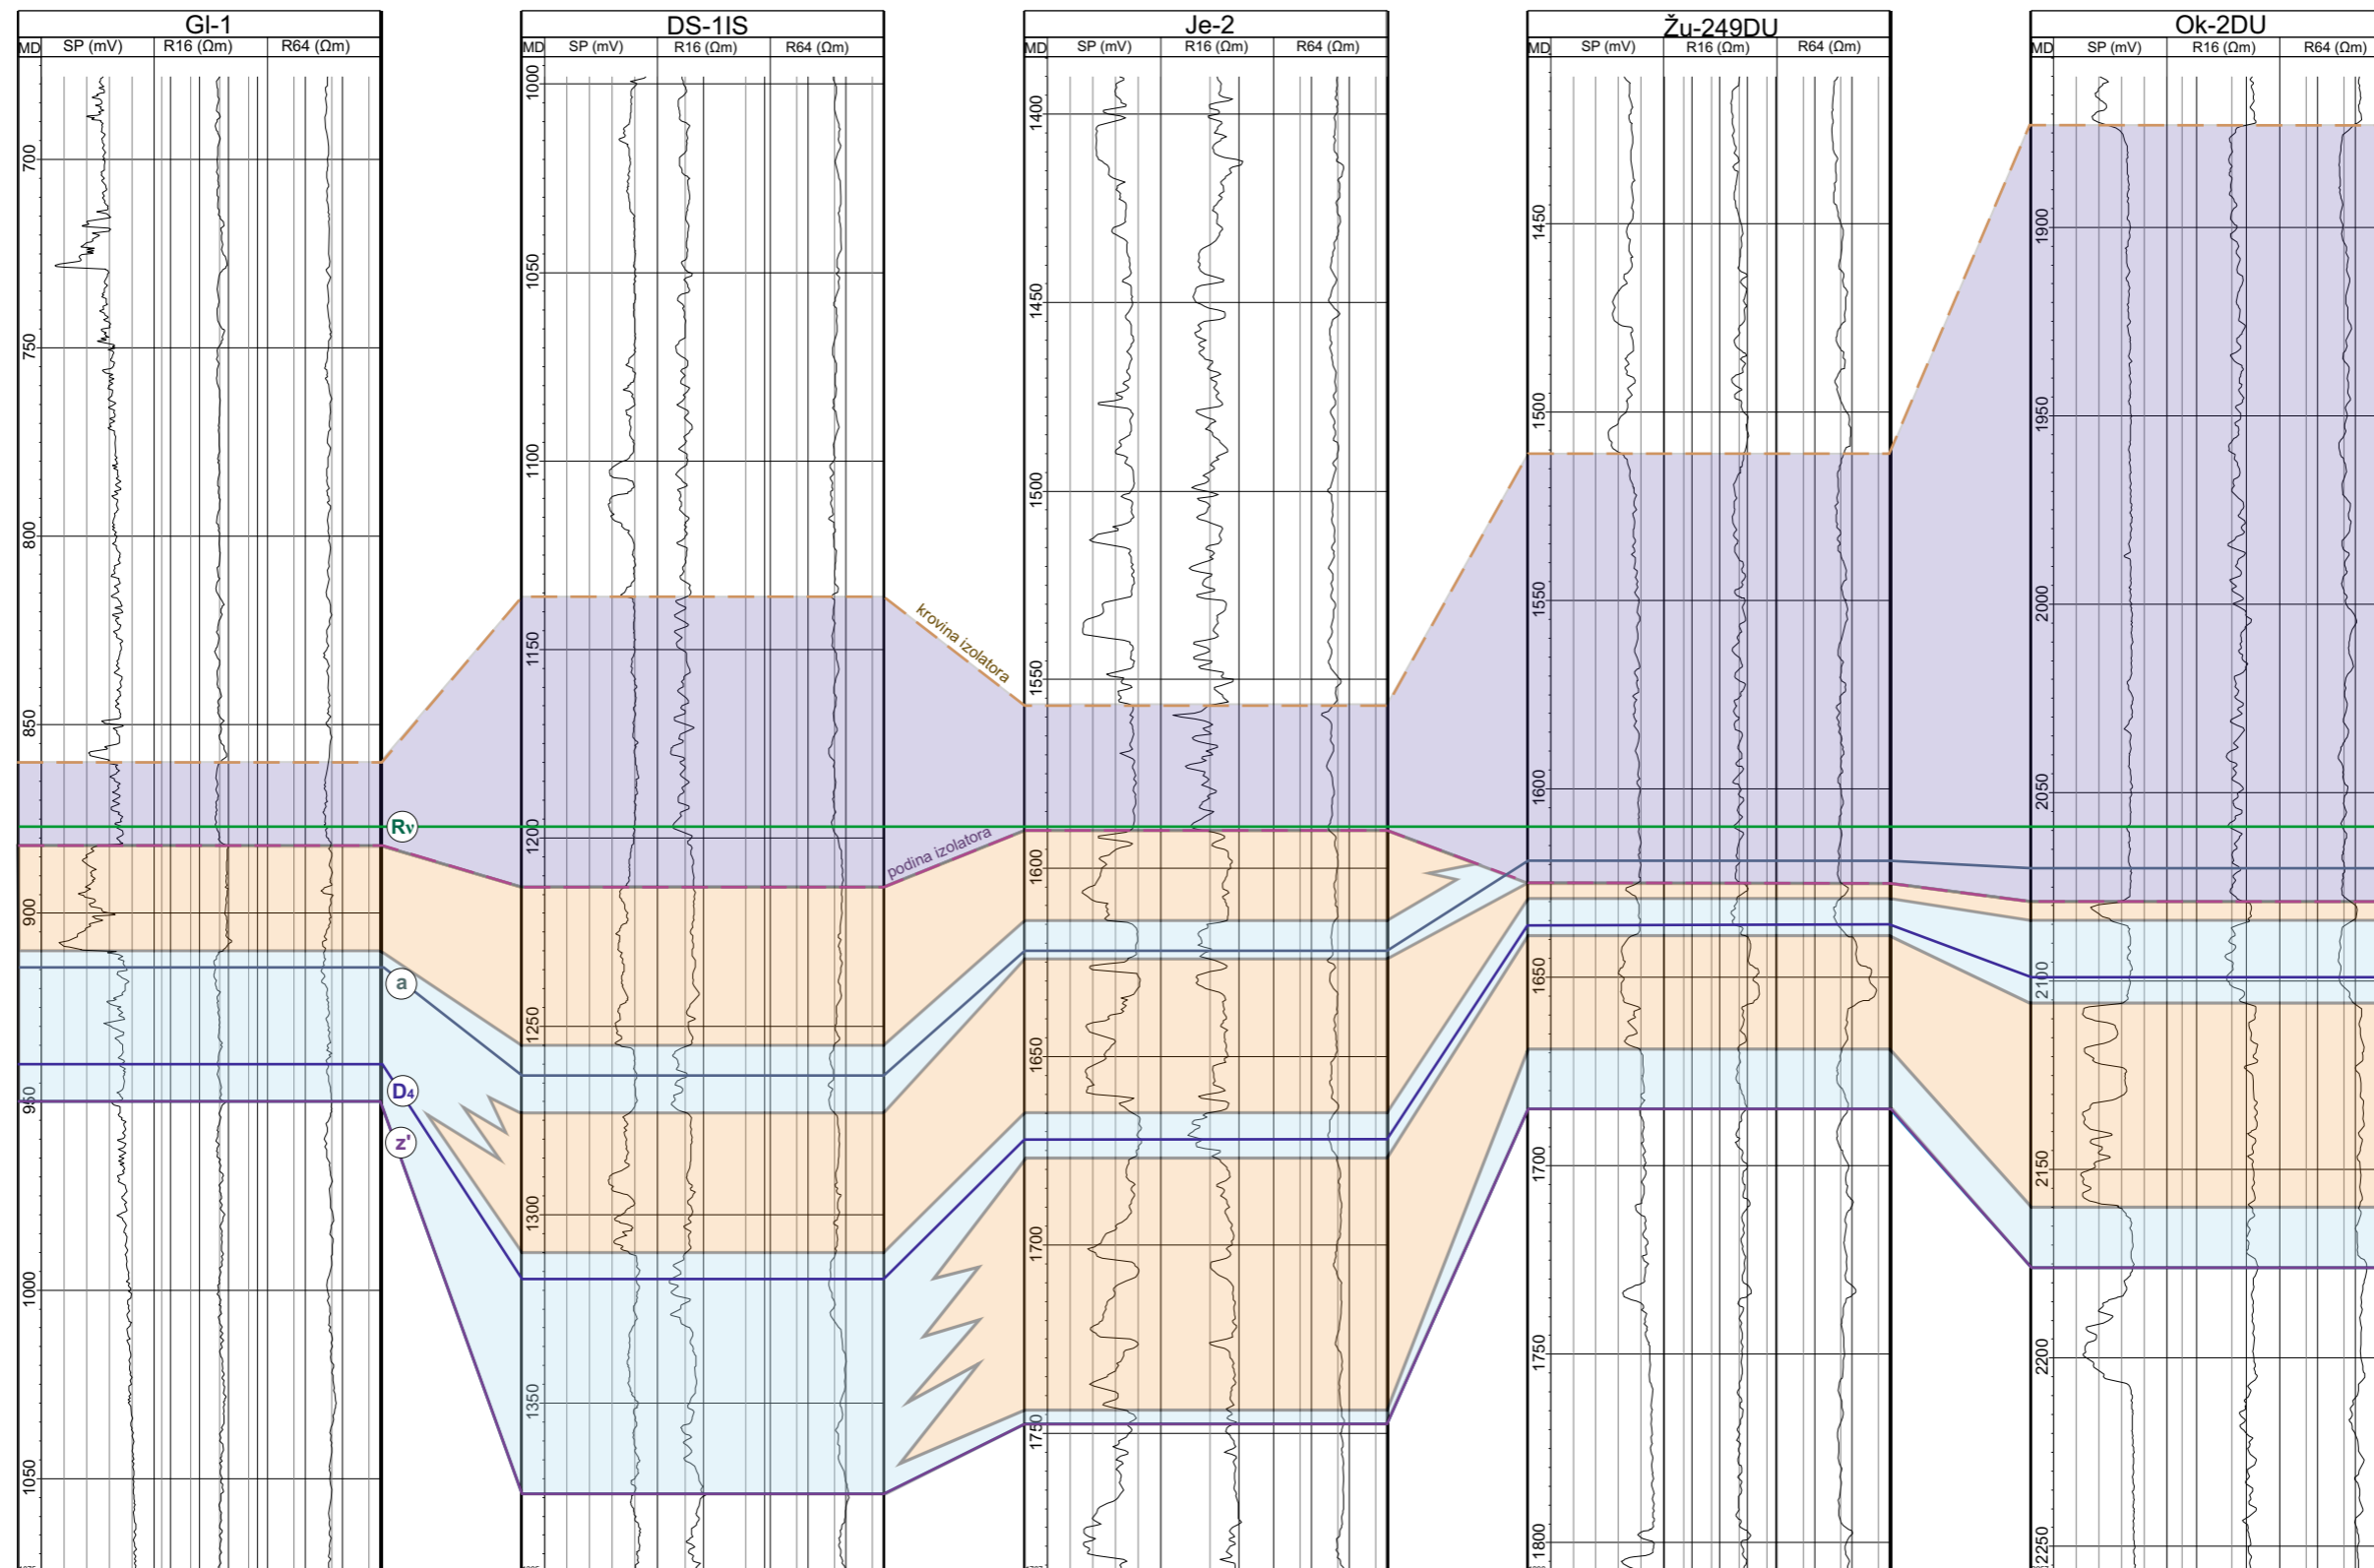 Gl-1
MD SP (mV) R16 (Ωm) R64 (Ωm)
700
750
800
850
900
950
1000
1050
DS-1IS
MD SP (mV) R16 (Ωm) R64 (Ωm)
1000
1050
1100
1150
1200
1250
1300
1350
Je-2
MD SP (mV) R16 (Ωm) R64 (Ωm)
1400
1450
1500
1550
1600
1650
1700
1750
Žu-249DU
MD SP (mV) R16 (Ωm) R64 (Ωm)
1450
1500
1550
1600
1650
1700
1750
1800
Ok-2DU
MD SP (mV) R16 (Ωm) R64 (Ωm)
1900
1950
2000
2050
2100
2150
2200
2250
krovina izolatora
podina izolatora
Rν
a
D4
z'